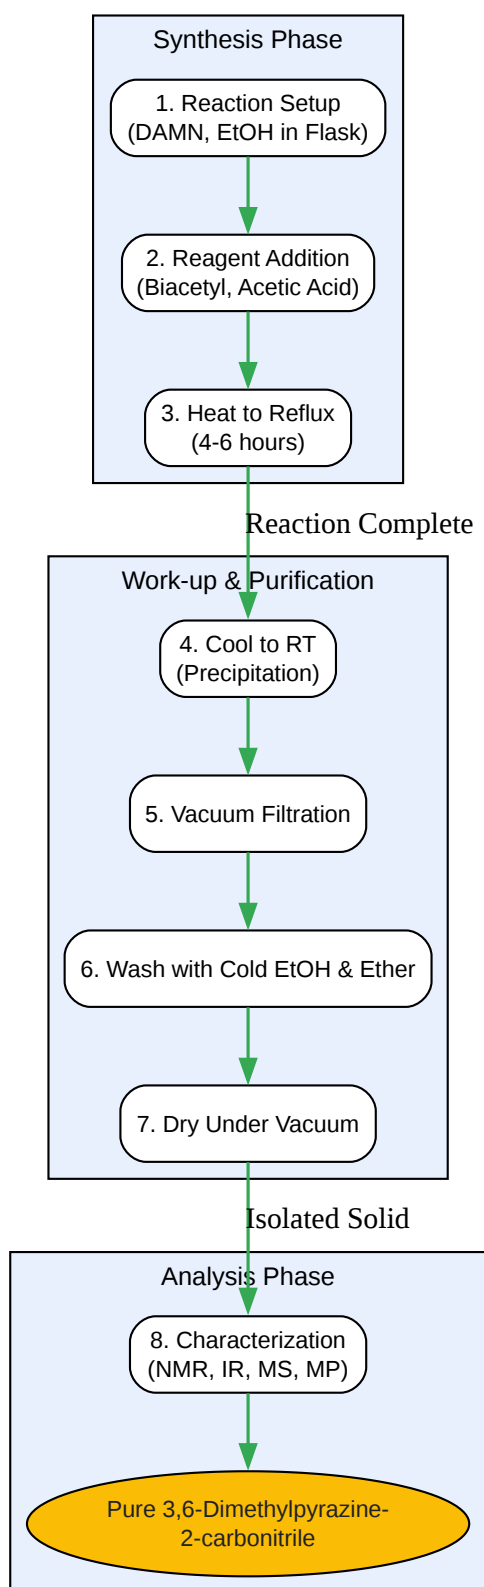 Synthesis Phase
1. Reaction Setup
(DAMN, EtOH in Flask)
2. Reagent Addition
(Biacetyl, Acetic Acid)
3. Heat to Reflux
(4-6 hours)
Reaction Complete
Work-up & Purification
4. Cool to RT
(Precipitation)
5. Vacuum Filtration
6. Wash with Cold EtOH & Ether
7. Dry Under Vacuum
Isolated Solid
Analysis Phase
8. Characterization
(NMR, IR, MS, MP)
Pure 3,6-Dimethylpyrazine-
2-carbonitrile